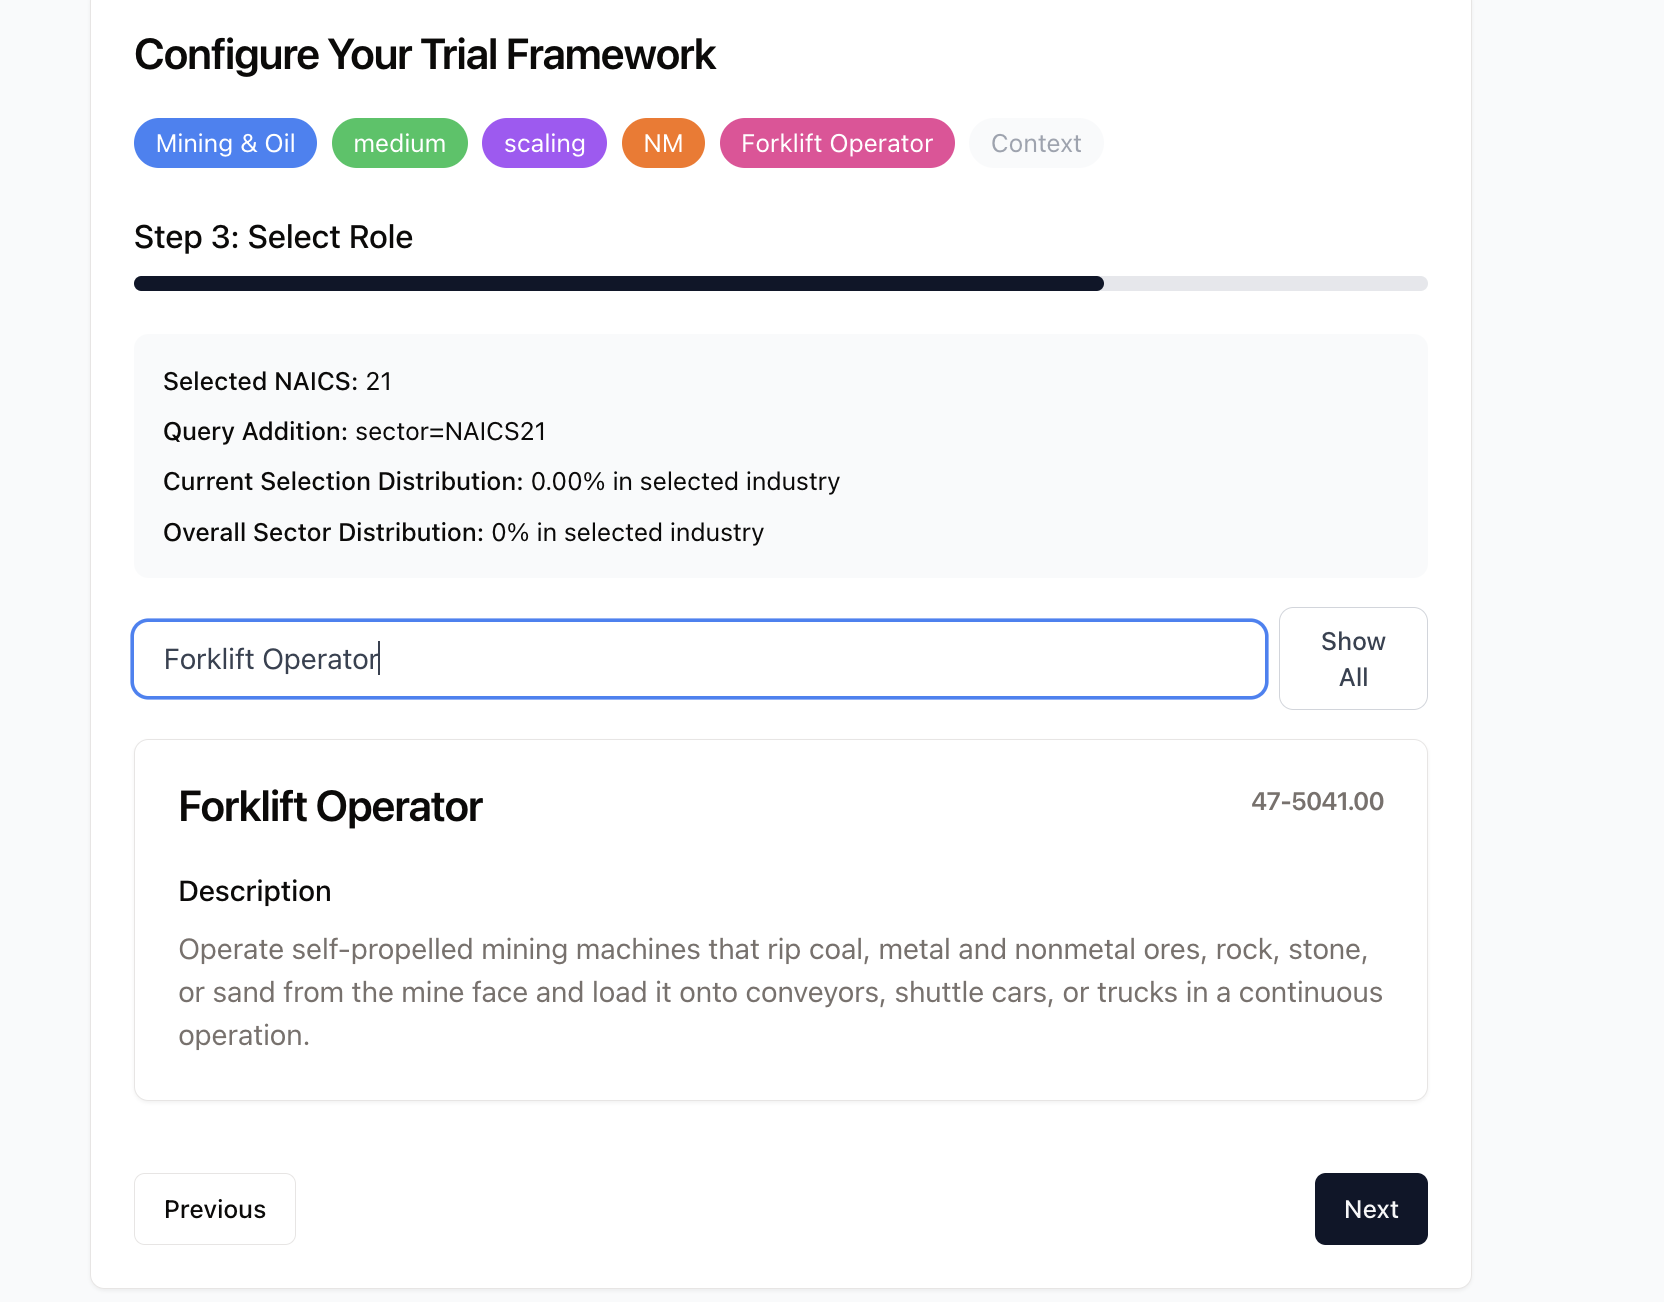 Configure Your Trial Framework
Mining & Oil
medium
scaling
NM
Forklift Operator
Context
Step 3: Select Role
Selected NAICS: 21
Query Addition: sector=NAICS21
Current Selection Distribution: 0.00% in selected industry
Overall Sector Distribution: 0% in selected industry
Forklift Operator
Show
All
Forklift Operator
47-5041.00
Description
Operate self-propelled mining machines that rip coal, metal and nonmetal ores, rock, stone,
or sand from the mine face and load it onto conveyors, shuttle cars, or trucks in a continuous
operation.
Previous
Next